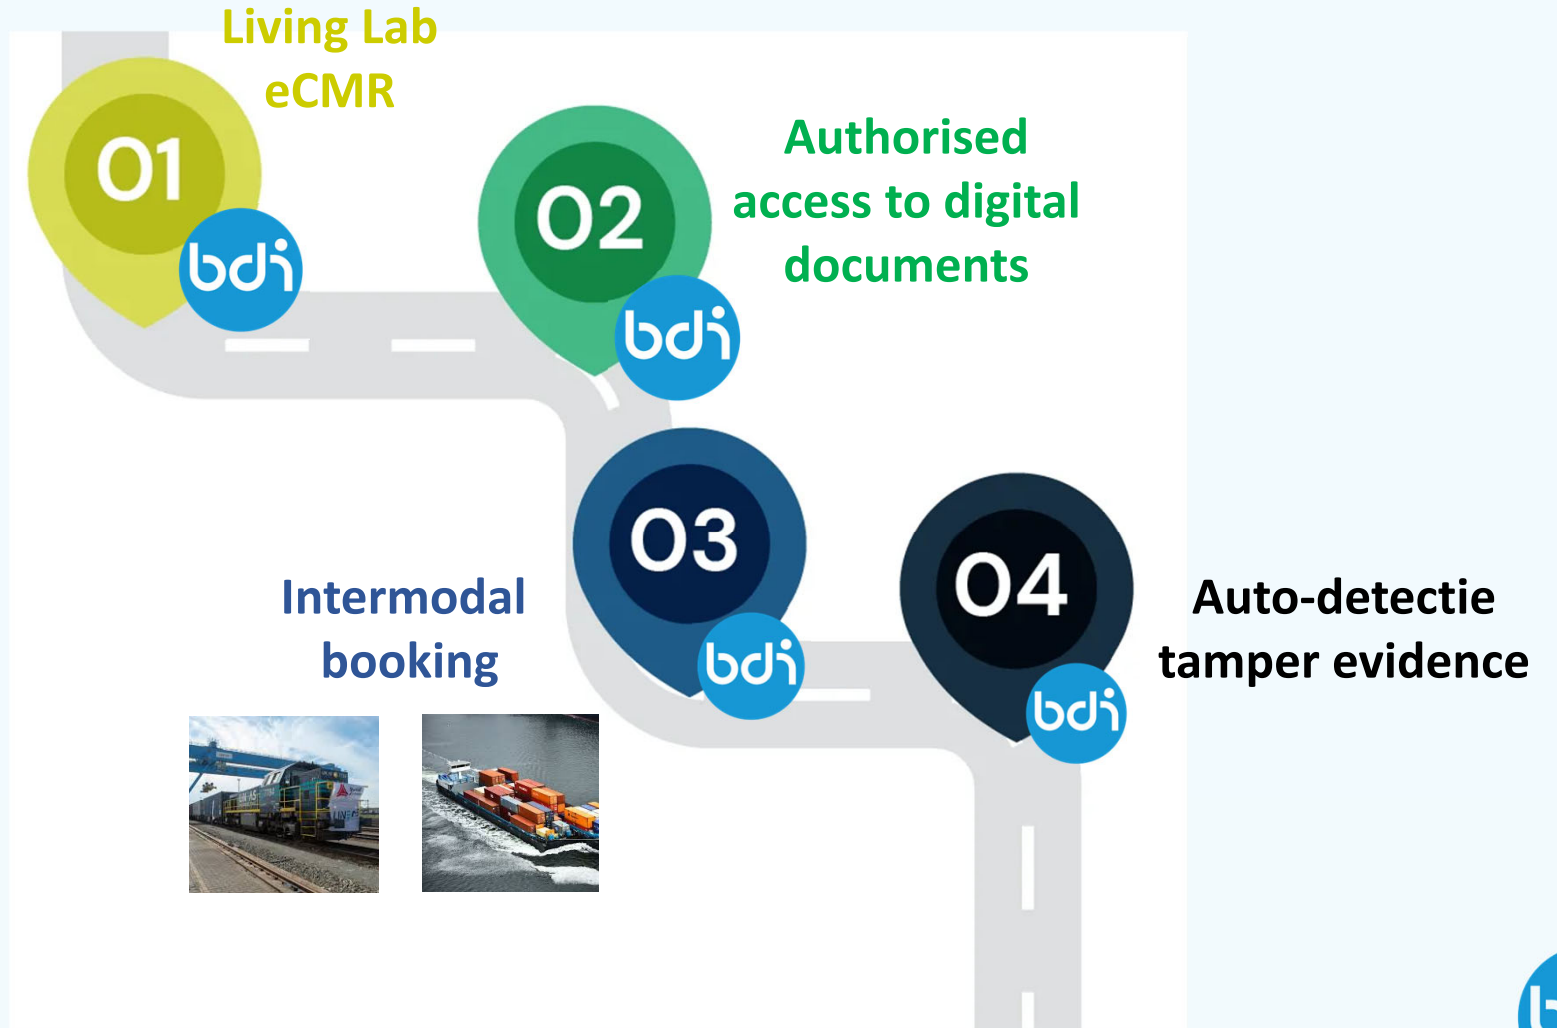 Living Lab
eCMR
01
bdi
02
bdi
Authorised
access to digital
documents
03
bdi
Intermodal
booking
04
bdi
Auto-detectie
tamper evidence